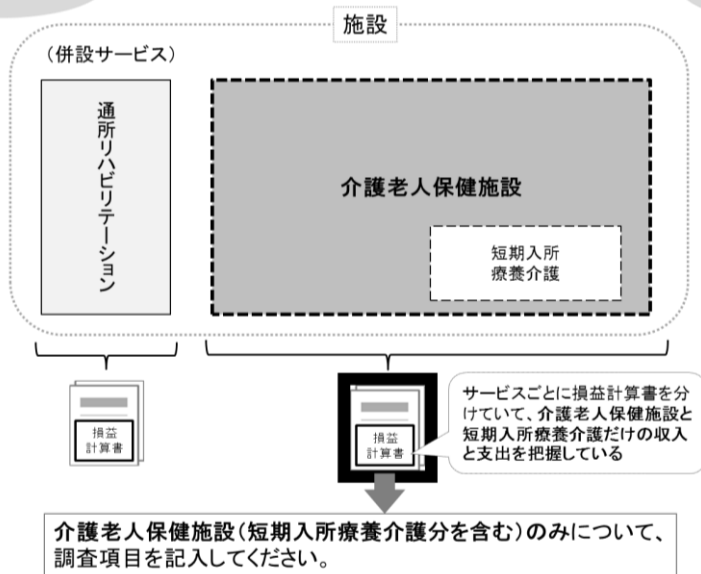 施設
（併設サービス）
通所リハビリテーション
介護老人保健施設
短期入所
療養介護
損益
計算書
損益
計算書
サービスごとに損益計算書を分
けていて、介護老人保健施設と
短期入所療養介護だけの収入
と支出を把握している
介護老人保健施設（短期入所療養介護分を含む）のみについて、
調査項目を記入してください。